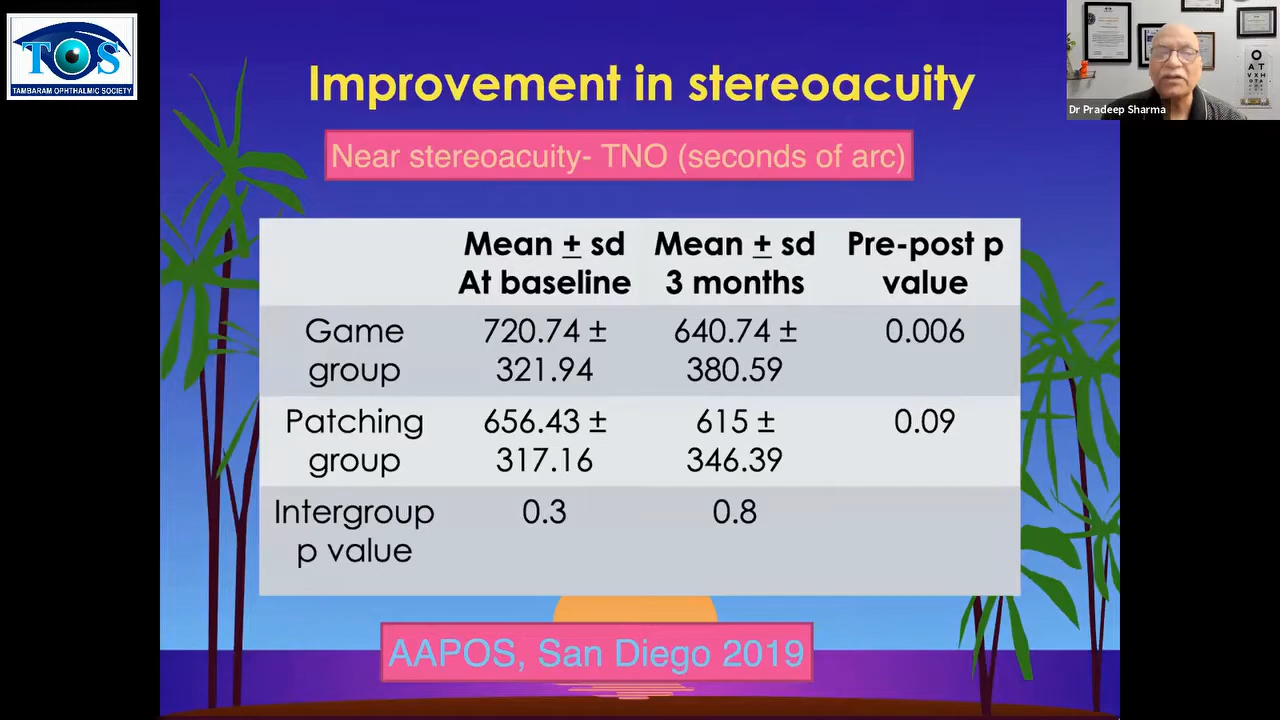 TOS
TAMBARAM OPHTHALMIC SOCIETY
Improvement in stereoacuity
Near stereoacuity- TNO (seconds of arc)
Mean ± sd At baseline
Mean ± sd 3 months
Pre-post p value
Game group
720.74 ± 321.94
640.74 ± 380.59
0.006
Patching group
656.43 ± 317.16
615 ± 346.39
0.09
Intergroup p value
0.3
0.8
AAPOS, San Diego 2019
Dr Pradeep Sharma